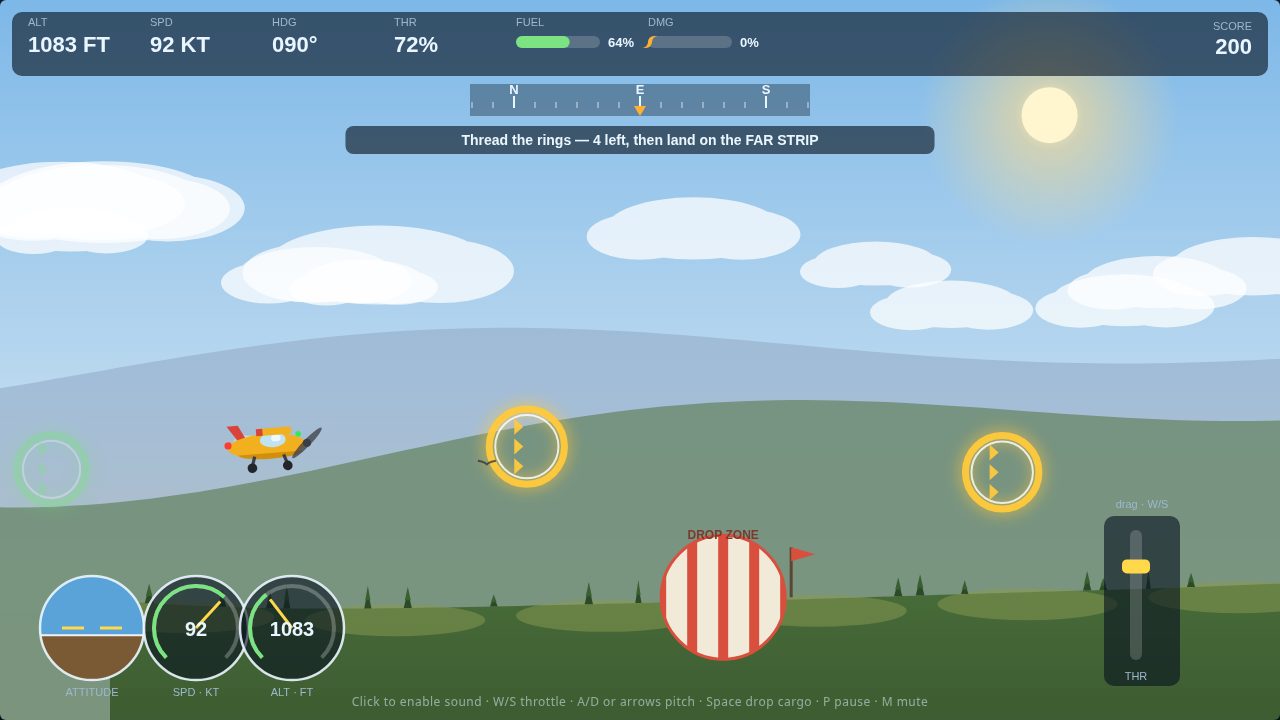 ALT SPD HDG THR FUEL DMG SCORE
1083 FT 92 KT 090° 72% 64% 0% 200
N E S
Thread the rings — 4 left, then land on the FAR STRIP
drag · W/S
DROP ZONE
92 1083
THR
ATTITUDE SPD · KT ALT · FT
Click to enable sound · W/S throttle · A/D or arrows pitch · Space drop cargo · P pause · M mute